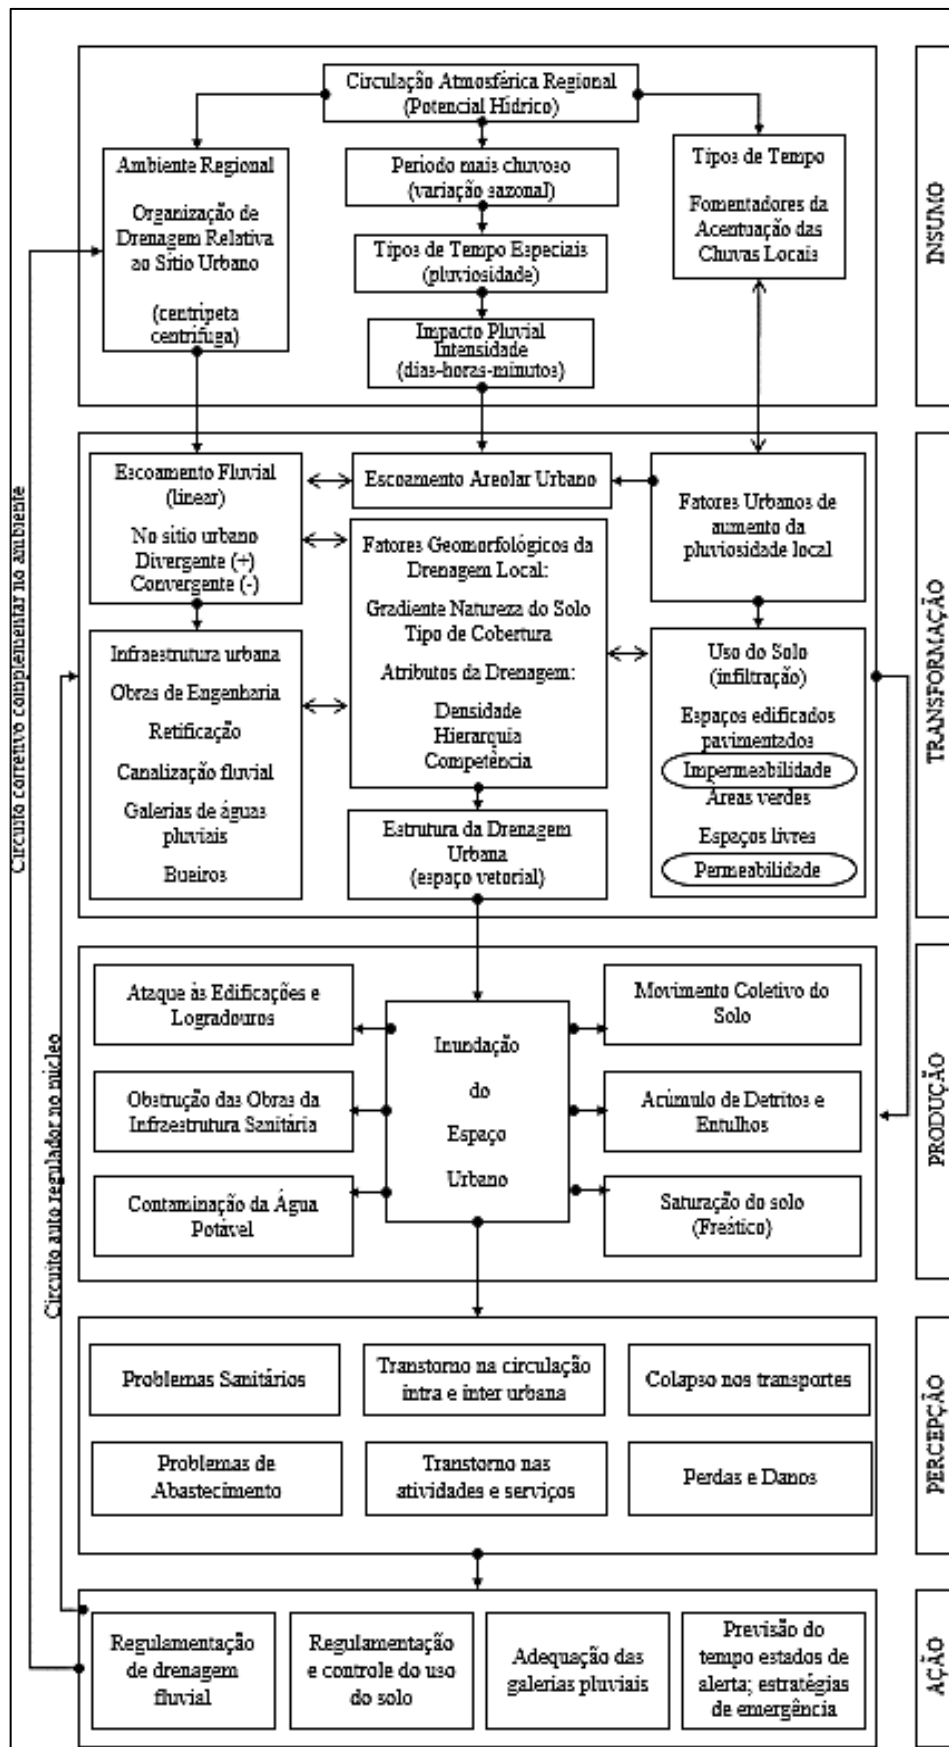 Circulação Atmosférica Regional
(Potencial Hídrico)
Ambiente Regional
Organização de
Drenagem Relativa
ao Sítio Urbano
(centrípeta
centrífuga)
Período mais chuvoso
(variação sazonal)
Tipos de Tempo Especiais
(pluviosidade)
Impacto Pluvial
Intensidade
(dias-horas-minutos)
Tipos de Tempo
Fomentadores da
Acentuação das
Chuvas Locais
INSUMO
Escoamento Fluvial
(linear)
No sítio urbano
Divergente (+)
Convergente (-)
Escoamento Areolar Urbano
Fatores Urbanos de
aumento da
pluviosidade local
Fatores Geomorfológicos da
Drenagem Local:
Gradiente Natureza do Solo
Tipo de Cobertura
Atributos da Drenagem:
Densidade
Hierarquia
Competência
Infraestrutura urbana
Obras de Engenharia
Retificação
Canalização fluvial
Galerias de águas
pluviais
Bueiros
Uso do Solo
(infiltração)
Espaços edificados
pavimentados
Impermeabilidade
Áreas verdes
Espaços livres
Permeabilidade
Estrutura da Drenagem
Urbana
(espaço vetorial)
TRANSFORMAÇÃO
Ataque às Edificações e
Logradouros
Obstrução das Obras da
Infraestrutura Sanitária
Contaminação da Água
Potável
Inundação
do
Espaço
Urbano
Movimento Coletivo do
Solo
Acúmulo de Detritos e
Entulhos
Saturação do solo
(Freático)
PRODUÇÃO
Problemas Sanitários
Transtorno na circulação
intra e inter urbana
Colapso nos transportes
Problemas de
Abastecimento
Transtorno nas
atividades e serviços
Perdas e Danos
PERCEPÇÃO
Regulamentação
de drenagem
fluvial
Regulamentação
e controle do uso
do solo
Adequação das
galerias pluviais
Previsão do
tempo estados de
alerta; estratégias
de emergência
AÇÃO
Circuito corretivo complementar no ambiente
Circuito auto regulador no núcleo